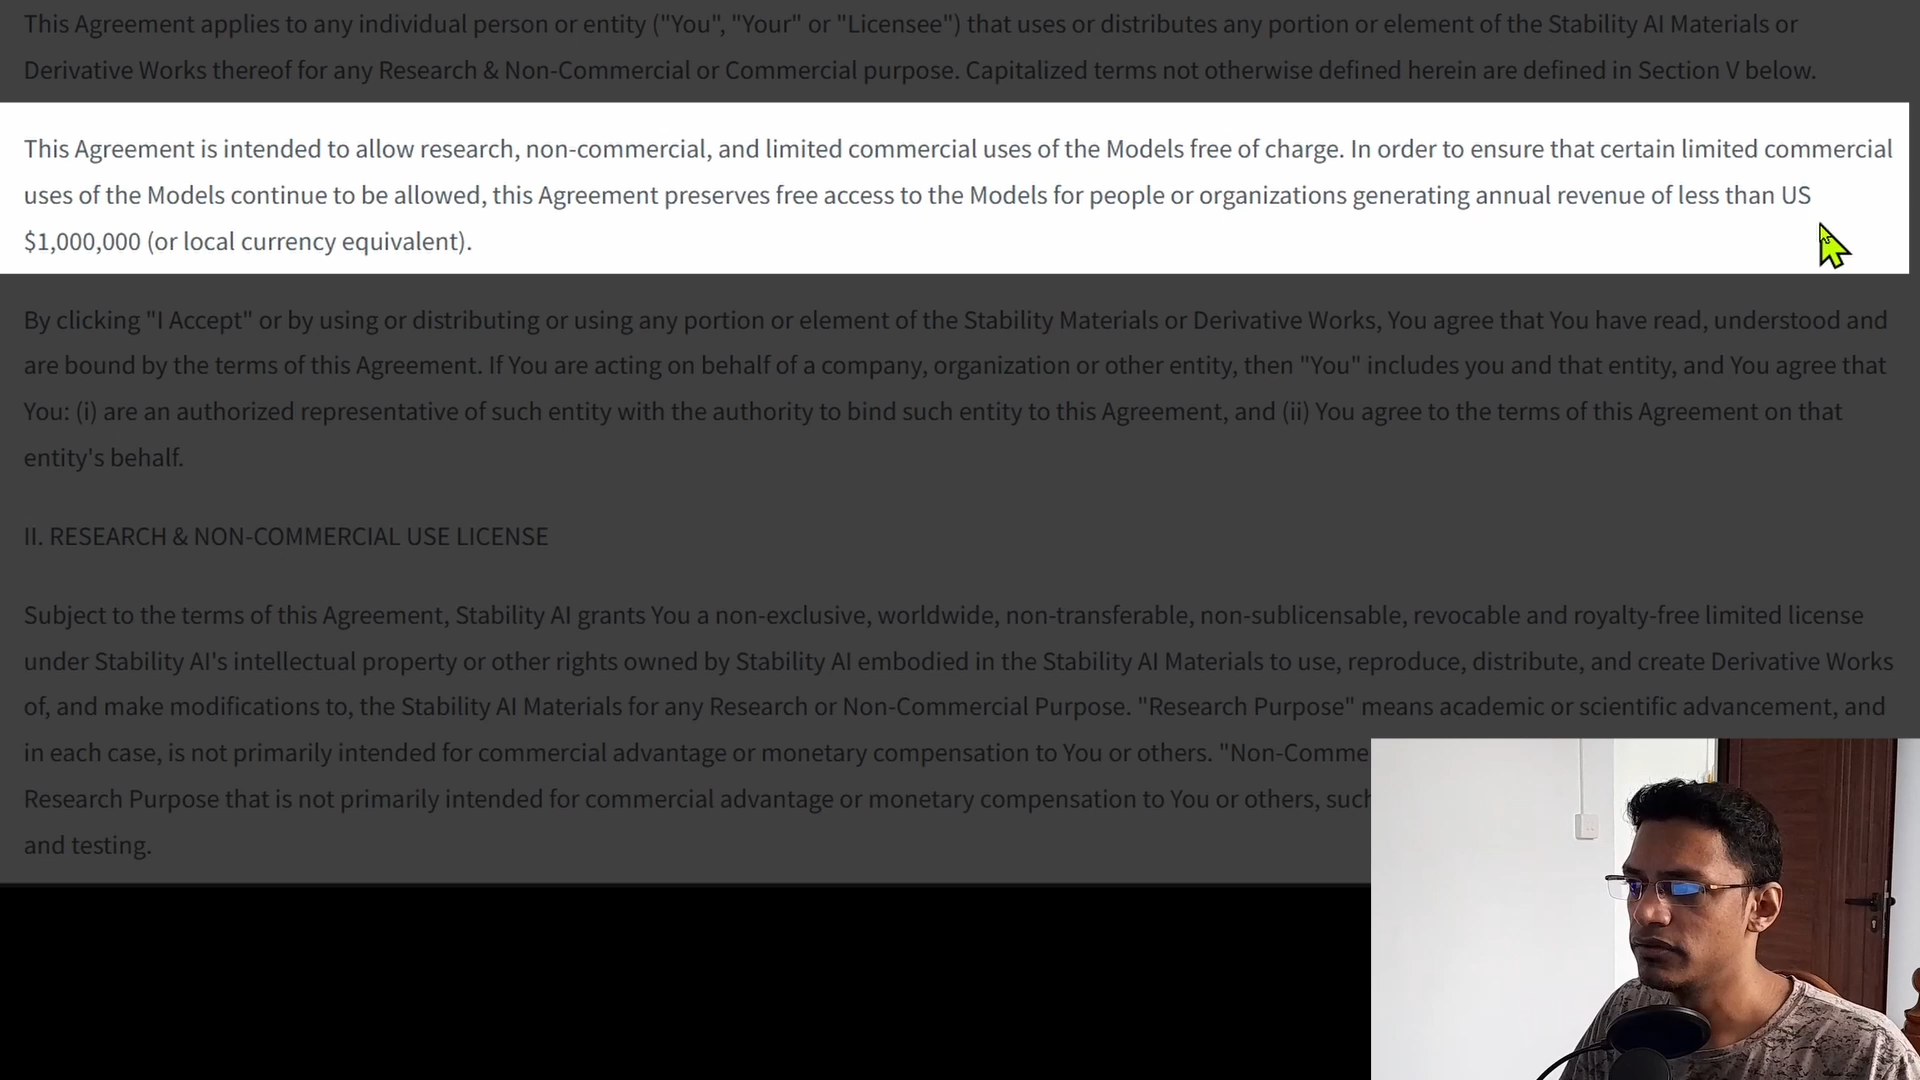 This Agreement applies to any individual person or entity ("You", "Your" or "Licensee") that uses or distributes any portion or element of the Stability AI Materials or
Derivative Works thereof for any Research & Non-Commercial or Commercial purpose. Capitalized terms not otherwise defined herein are defined in Section V below.
This Agreement is intended to allow research, non-commercial, and limited commercial uses of the Models free of charge. In order to ensure that certain limited commercial
uses of the Models continue to be allowed, this Agreement preserves free access to the Models for people or organizations generating annual revenue of less than US
$1,000,000 (or local currency equivalent).
By clicking "I Accept" or by using or distributing or using any portion or element of the Stability Materials or Derivative Works, You agree that You have read, understood and
are bound by the terms of this Agreement. If You are acting on behalf of a company, organization or other entity, then "You" includes you and that entity, and You agree that
You: (i) are an authorized representative of such entity with the authority to bind such entity to this Agreement, and (ii) You agree to the terms of this Agreement on that
entity's behalf.
II. RESEARCH & NON-COMMERCIAL USE LICENSE
Subject to the terms of this Agreement, Stability AI grants You a non-exclusive, worldwide, non-transferable, non-sublicensable, revocable and royalty-free limited license
under Stability AI's intellectual property or other rights owned by Stability AI embodied in the Stability AI Materials to use, reproduce, distribute, and create Derivative Works
of, and make modifications to, the Stability AI Materials for any Research or Non-Commercial Purpose. "Research Purpose" means academic or scientific advancement, and
in each case, is not primarily intended for commercial advantage or monetary compensation to You or others. "Non-Comme
Research Purpose that is not primarily intended for commercial advantage or monetary compensation to You or others, such
and testing.